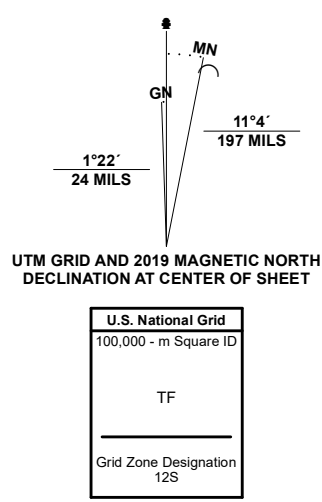 MN
GN
11°4´
197 MILS
1°22´
24 MILS
UTM GRID AND 2019 MAGNETIC NORTH
DECLINATION AT CENTER OF SHEET
U.S. National Grid
100,000 - m Square ID
TF
Grid Zone Designation
12S